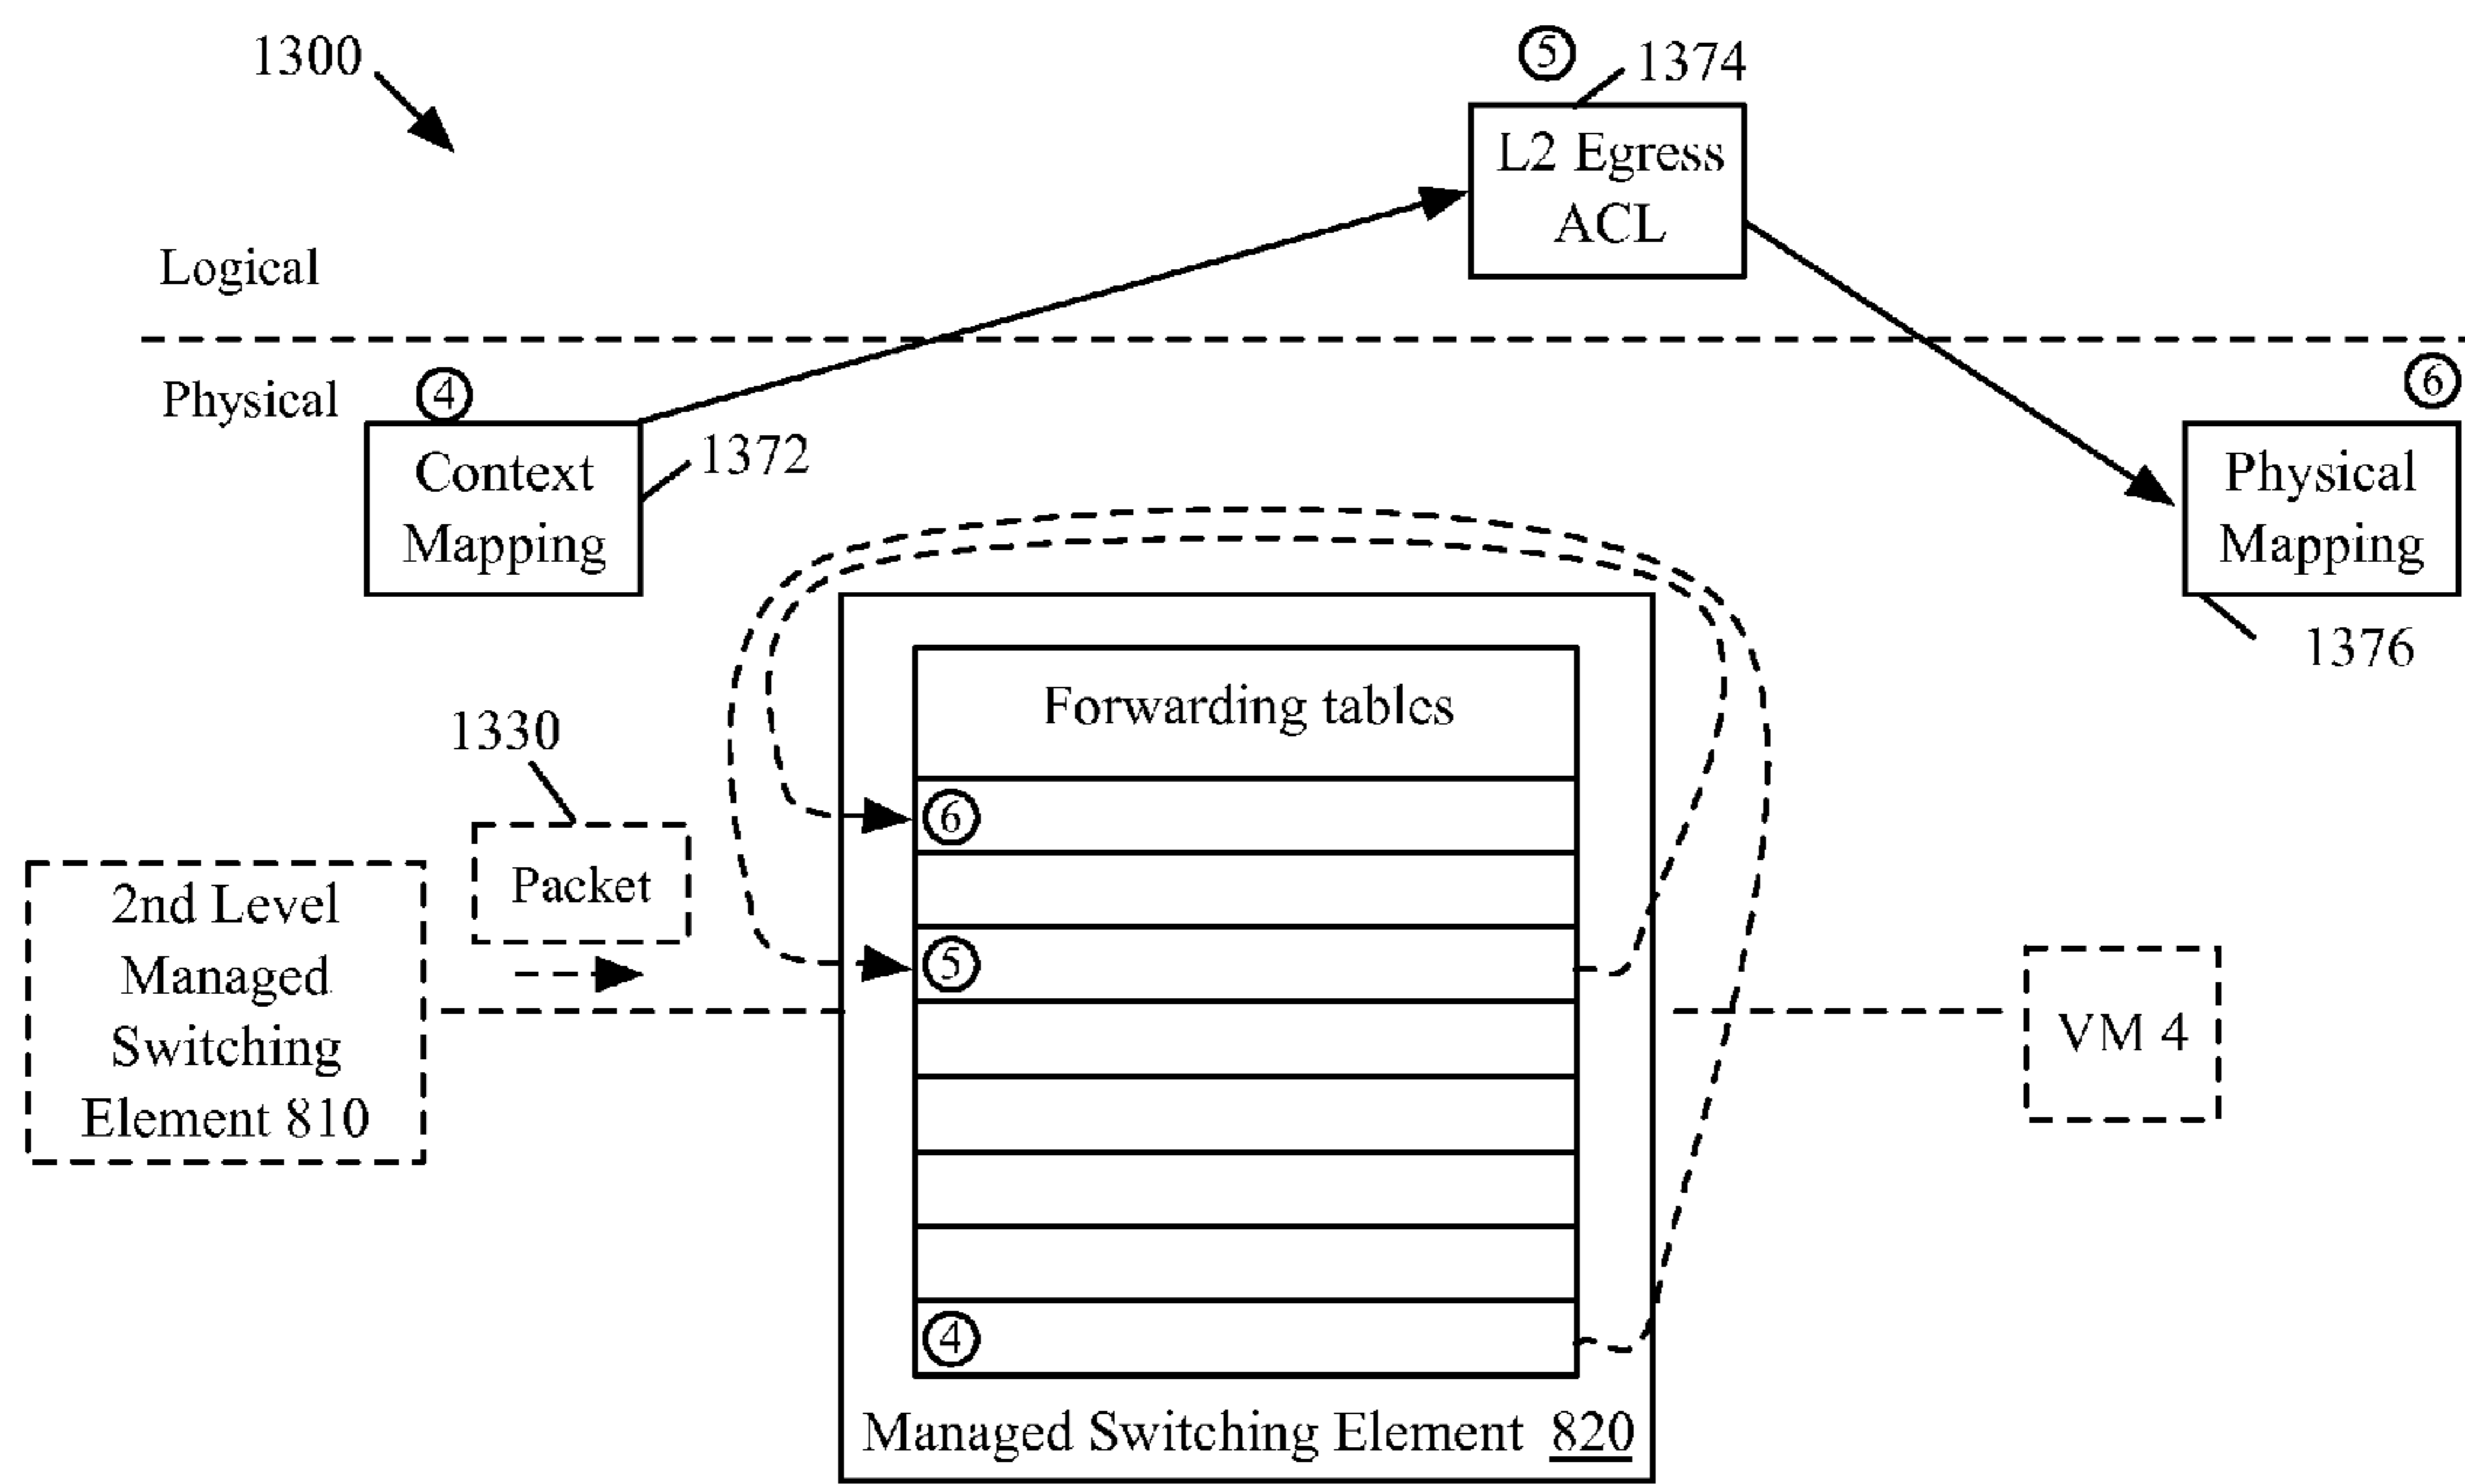 1300
⑤
1374
L2 Egress
ACL
Logical
Physical
④
⑥
Context
Mapping
1372
Physical
Mapping
1376
1330
Packet
Forwarding tables
⑥
⑤
④
2nd Level
Managed
Switching
Element 810
VM 4
Managed Switching Element 820